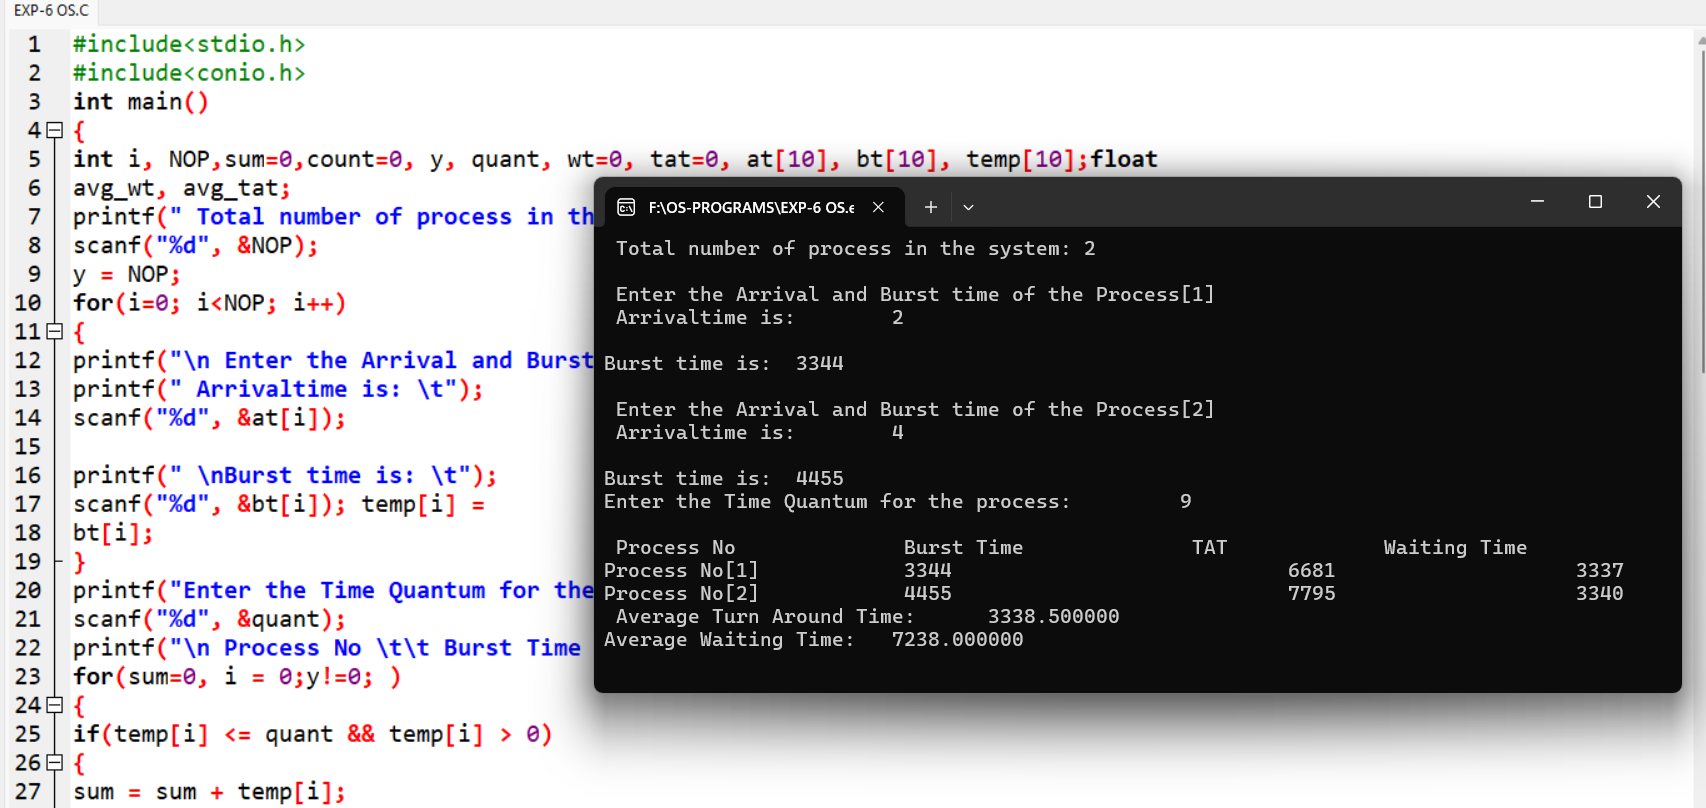 EXP-6 OS.C
1 #include<stdio.h>
2 #include<conio.h>
3 int main()
4 {
5 int i, NOP,sum=0,count=0, y, quant, wt=0, tat=0, at[10], bt[10], temp[10];float
6 avg_wt, avg_tat;
7 printf(" Total number of process in th
8 scanf("%d", &NOP);
9 y = NOP;
10 for(i=0; i<NOP; i++)
11 {
12 printf("\n Enter the Arrival and Burst
13 printf(" Arrivaltime is: \t");
14 scanf("%d", &at[i]);
15
16 printf(" \nBurst time is: \t");
17 scanf("%d", &bt[i]); temp[i] =
18 bt[i];
19 }
20 printf("Enter the Time Quantum for the
21 scanf("%d", &quant);
22 printf("\n Process No \t\t Burst Time
23 for(sum=0, i = 0;y!=0; )
24 {
25 if(temp[i] <= quant && temp[i] > 0)
26 {
27 sum = sum + temp[i];
F:\OS-PROGRAMS\EXP-6 OS.e
Total number of process in the system: 2
Enter the Arrival and Burst time of the Process[1]
Arrivaltime is: 2
Burst time is: 3344
Enter the Arrival and Burst time of the Process[2]
Arrivaltime is: 4
Burst time is: 4455
Enter the Time Quantum for the process: 9
Process No Burst Time TAT Waiting Time
Process No[1] 3344 6681 3337
Process No[2] 4455 7795 3340
Average Turn Around Time: 3338.500000
Average Waiting Time: 7238.000000